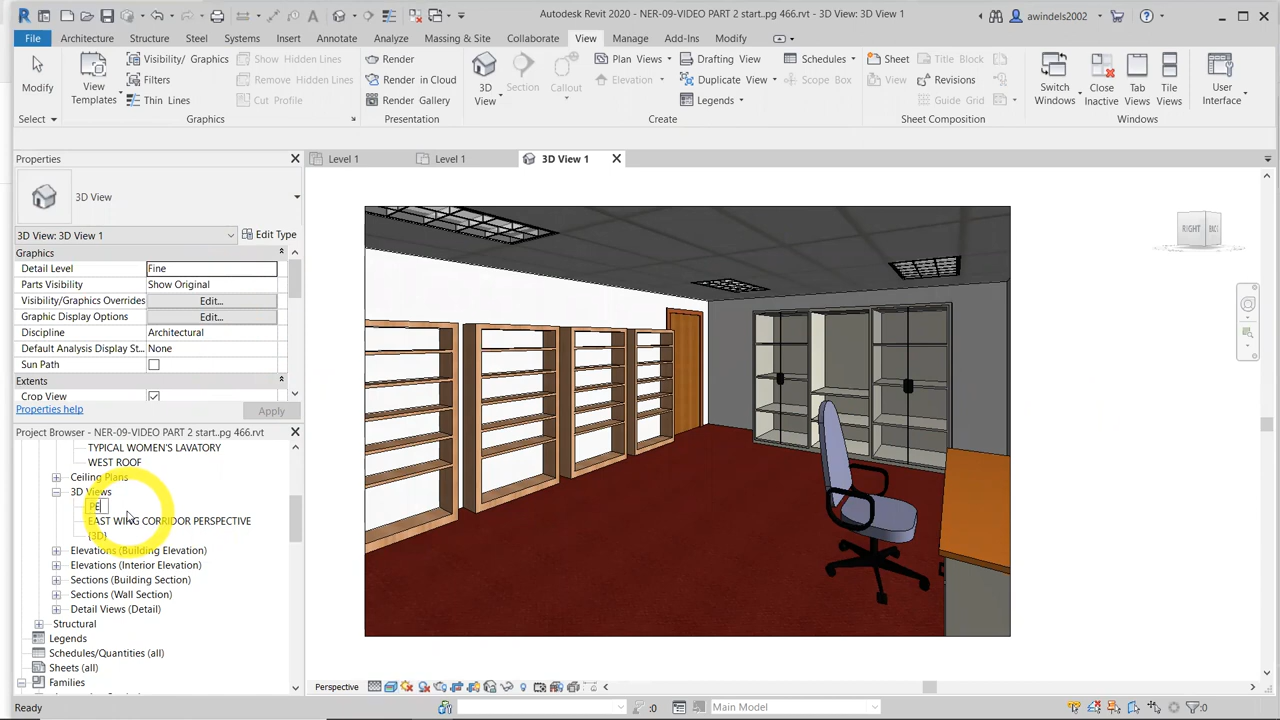 Autodesk Revit 2020 - NER-09-VIDEO PART 2 start..pg 466.rvt - 3D View: 3D View 1
awindels2002
File Architecture Structure Steel Systems Insert Annotate Analyze Massing & Site Collaborate View Manage Add-Ins Modify
Modify
Select
View Templates
Visibility/ Graphics
Filters
Thin Lines
Show Hidden Lines
Remove Hidden Lines
Cut Profile
Graphics
Render
Render in Cloud
Render Gallery
Presentation
3D View
Section
Callout
Plan Views
Elevation
Drafting View
Duplicate View
Legends
Schedules
Scope Box
Create
Sheet
View
Title Block
Revisions
Guide Grid
Sheet Composition
Switch Windows
Close Inactive
Tab Views
Tile Views
Windows
User Interface
Properties
Level 1
Level 1
3D View 1
3D View
3D View: 3D View 1
Edit Type
Graphics
Detail Level Fine
Parts Visibility Show Original
Visibility/Graphics Overrides Edit...
Graphic Display Options Edit...
Discipline Architectural
Default Analysis Display St... None
Sun Path
Extents
Crop View
Properties help
Apply
RIGHT
Project Browser - NER-09-VIDEO PART 2 start..pg 466.rvt
TYPICAL WOMEN'S LAVATORY
WEST ROOF
Ceiling Plans
3D Views
PE
EAST WING CORRIDOR PERSPECTIVE
{3D}
Elevations (Building Elevation)
Elevations (Interior Elevation)
Sections (Building Section)
Sections (Wall Section)
Detail Views (Detail)
Structural
Legends
Schedules/Quantities (all)
Sheets (all)
Families
Perspective
Ready
:0
Main Model
:0